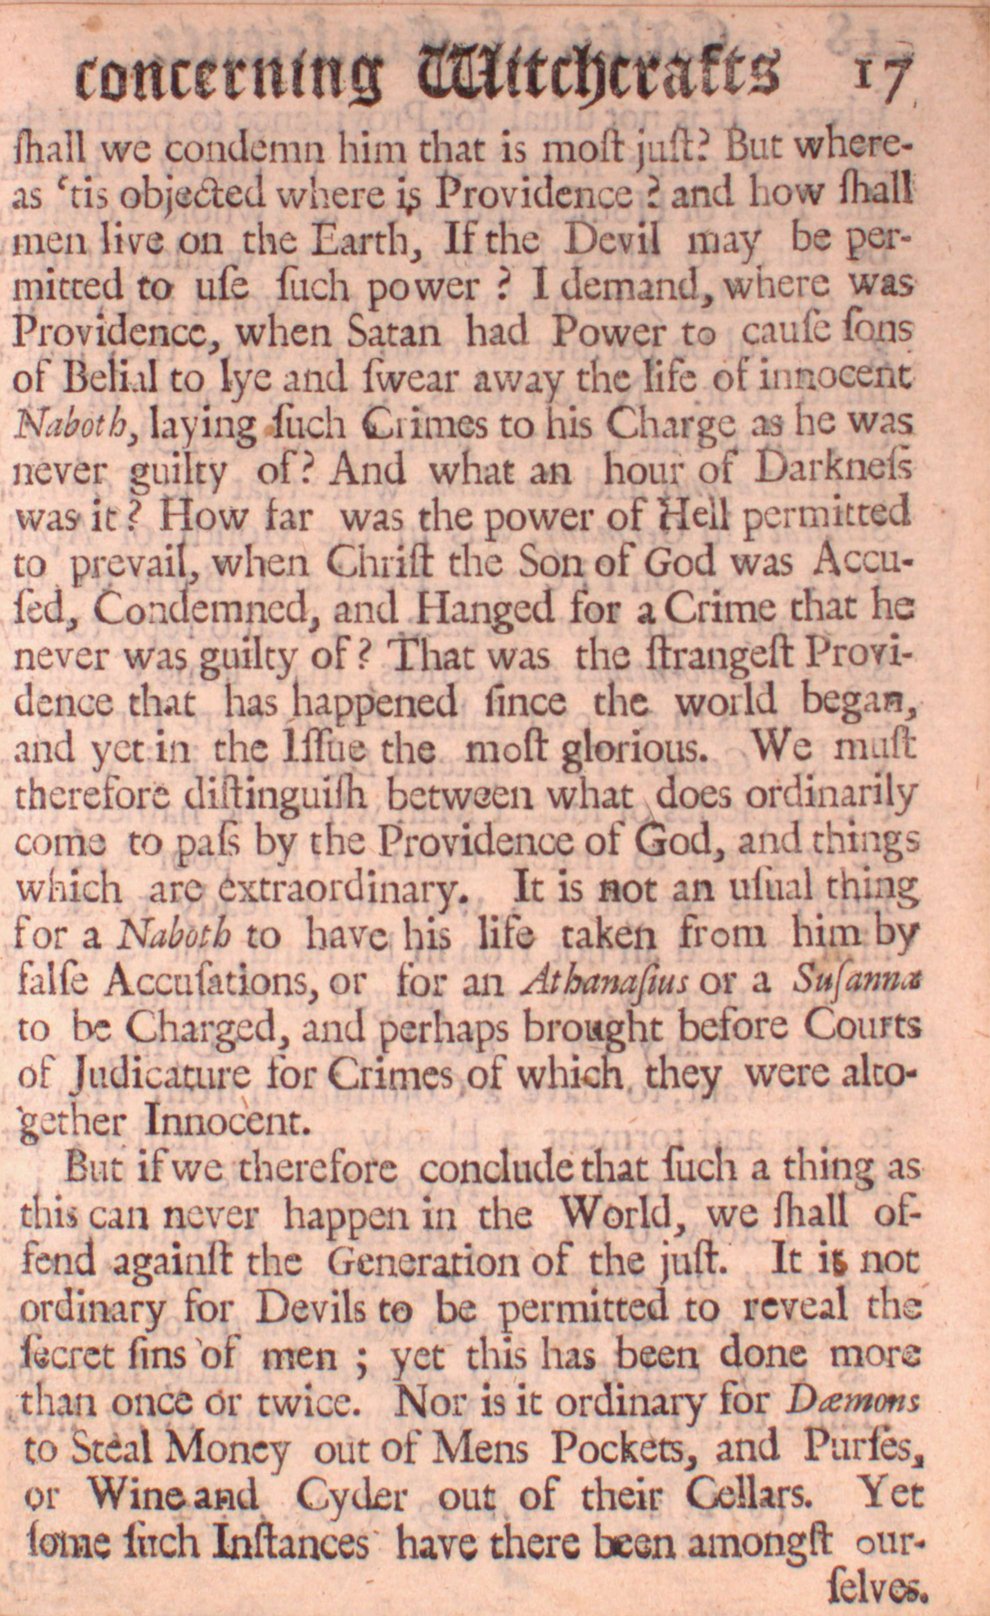 concerning Witchcrafts 17
ſhall we condemn him that is moſt juſt? But where-
as ‘tis objected where is Providence? and how ſhall
men live on the Earth, If the Devil may be per-
mitted to uſe ſuch power? I demand, where was
Providence, when Satan had Power to cauſe ſons
of Belial to lye and ſwear away the life of innocent
Naboth, laying ſuch Crimes to his Charge as he was
never guilty of? And what an hour of Darkneſs
was it? How far was the power of Hell permitted
to prevail, when Chriſt the Son of God was Accu-
ſed, Condemned, and Hanged for a Crime that he
never was guilty of? That was the ſtrangeſt Provi-
dence that has happened ſince the world began,
and yet in the Iſſue the moſt glorious. We muſt
therefore diſtinguiſh between what does ordinarily
come to paſs by the Providence of God, and things
which are extraordinary. It is not an uſual thing
for a Naboth to have his life taken from him by
falſe Accuſations, or for an Athanaſius or a Suſanna
to be Charged, and perhaps brought before Courts
of Judicature for Crimes of which they were alto-
gether Innocent.
But if we therefore conclude that ſuch a thing as
this can never happen in the World, we ſhall of-
fend againſt the Generation of the juſt. It is not
ordinary for Devils to be permitted to reveal the
ſecret ſins of men; yet this has been done more
than once or twice. Nor is it ordinary for Dæmons
to Steal Money out of Mens Pockets, and Purſes,
or Wine and Cyder out of their Cellars. Yet
ſome ſuch Inſtances have there been amongſt our-
ſelves.